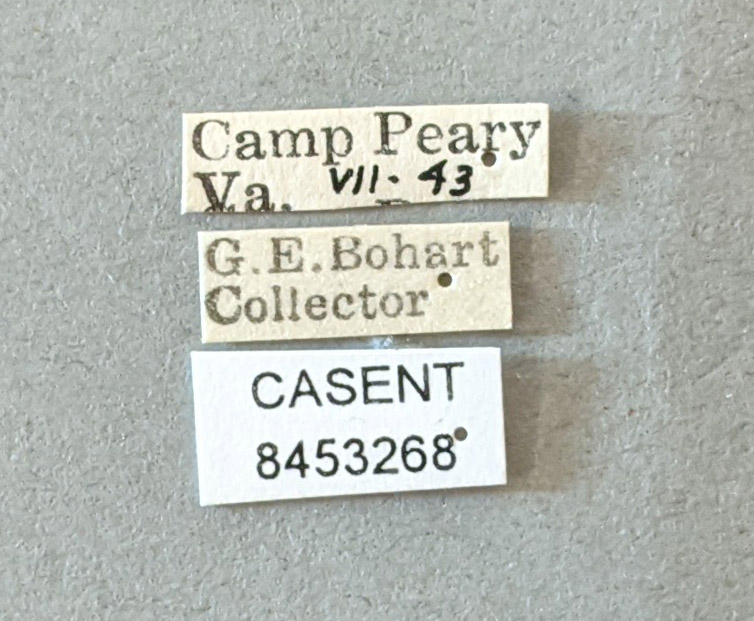 Camp Peary
Va. VII · 43
G.E.Bohart
Collector
CASENT
8453268